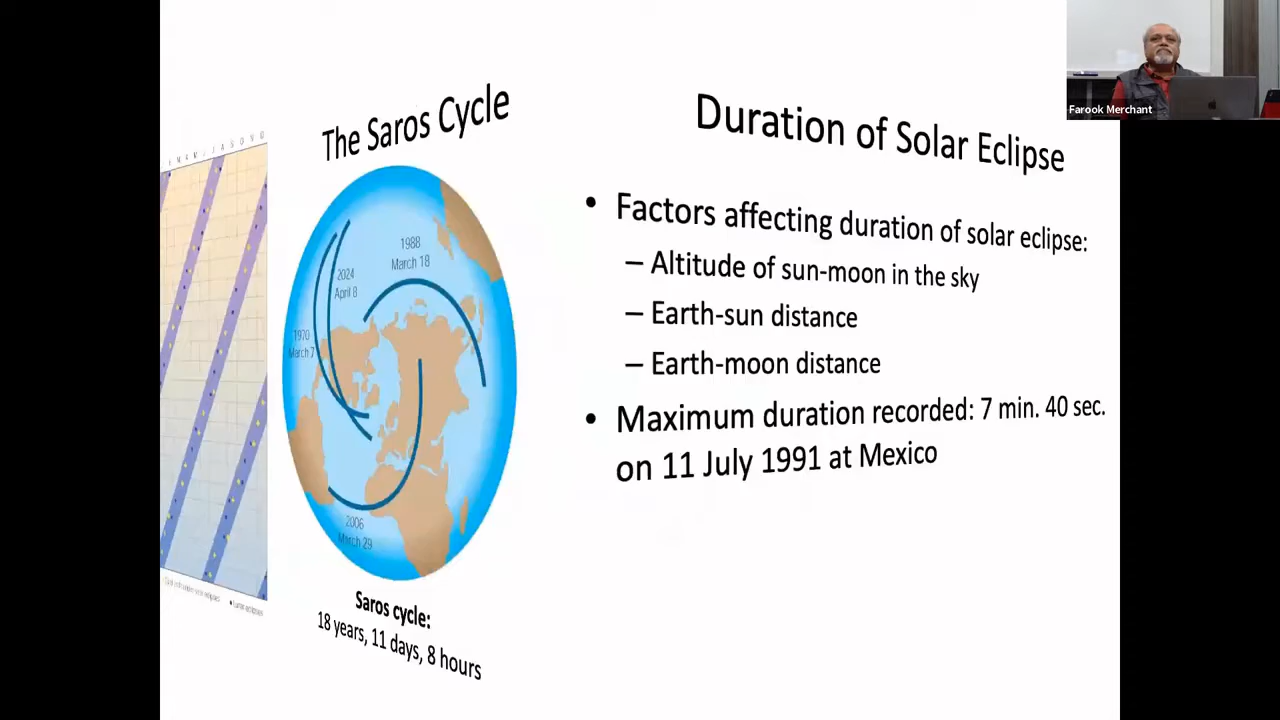 Farook Merchant
The Saros Cycle
1988
March 18
2024
April 8
1970
March 7
2006
March 29
Saros cycle:
18 years, 11 days, 8 hours
Duration of Solar Eclipse
• Factors affecting duration of solar eclipse:
– Altitude of sun-moon in the sky
– Earth-sun distance
– Earth-moon distance
• Maximum duration recorded: 7 min. 40 sec.
on 11 July 1991 at Mexico